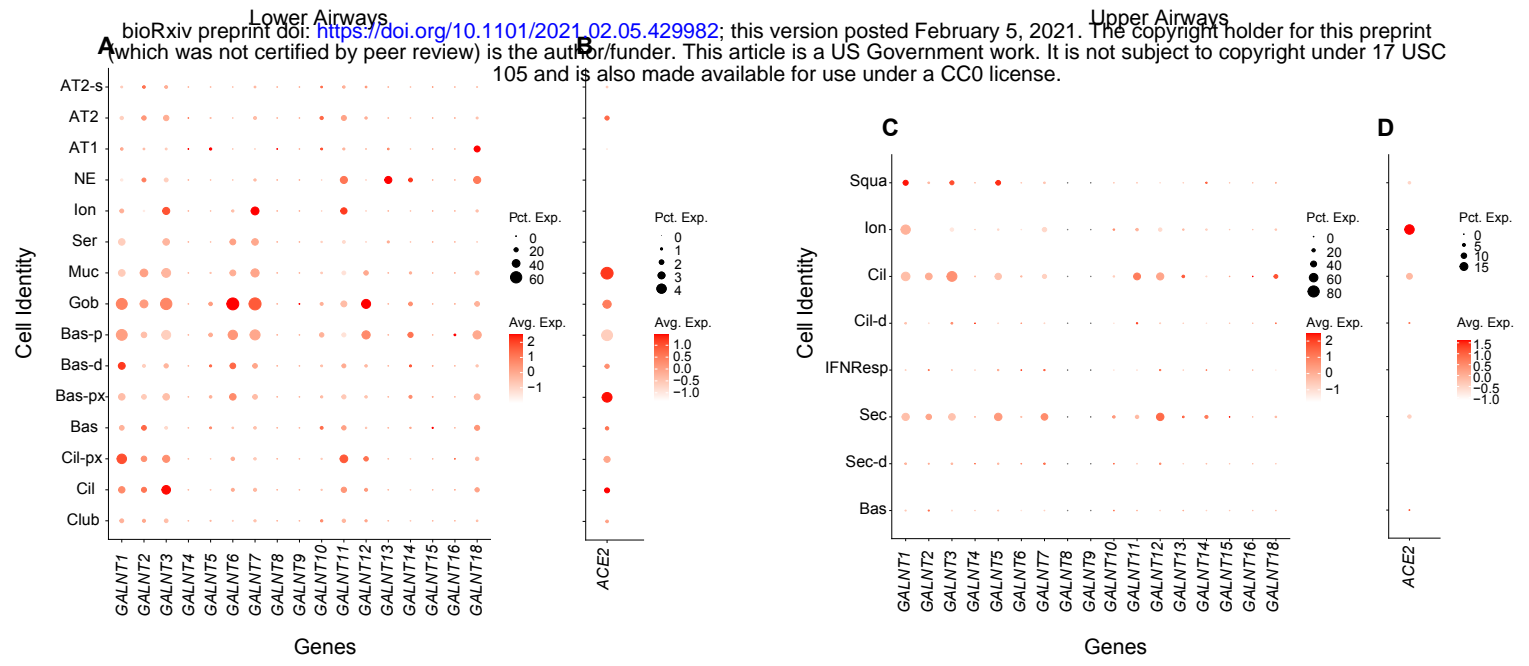 Lower Airways
Upper Airways
bioRxiv preprint doi: https://doi.org/10.1101/2021.02.05.429982; this version posted February 5, 2021. The copyright holder for this preprint
(which was not certified by peer review) is the author/funder. This article is a US Government work. It is not subject to copyright under 17 USC
105 and is also made available for use under a CC0 license.
A
B
Cell Identity
AT2-s
AT2
AT1
NE
Ion
Ser
Muc
Gob
Bas-p
Bas-d
Bas-px
Bas
Cil-px
Cil
Club
GALNT1
GALNT2
GALNT3
GALNT4
GALNT5
GALNT6
GALNT7
GALNT8
GALNT9
GALNT10
GALNT11
GALNT12
GALNT13
GALNT14
GALNT15
GALNT16
GALNT18
Genes
Pct. Exp.
0
20
40
60
Avg. Exp.
2
1
0
−1
ACE2
Pct. Exp.
0
1
2
3
4
Avg. Exp.
1.0
0.5
0.0
−0.5
−1.0
C
D
Cell Identity
Squa
Ion
Cil
Cil-d
IFNResp
Sec
Sec-d
Bas
GALNT1
GALNT2
GALNT3
GALNT5
GALNT6
GALNT7
GALNT8
GALNT9
GALNT10
GALNT11
GALNT12
GALNT13
GALNT14
GALNT15
GALNT16
GALNT18
Genes
Pct. Exp.
0
20
40
60
80
Avg. Exp.
2
1
0
−1
ACE2
Pct. Exp.
0
5
10
15
Avg. Exp.
1.5
1.0
0.5
0.0
−0.5
−1.0